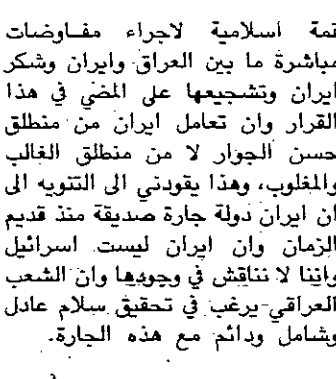 قمة اسلامية لاجراء مفاوضات
مباشرة ما بين العراق وايران وشكر
ايران وتشجيعها على المضي في هذا
القرار وان تعامل ايران من منطلق
حسن الجوار لا من منطلق الغالب
والمغلوب، وهذا يقودني الى التنويه الى
ان ايران دولة جارة صديقة منذ قديم
الزمان وان ايران ليست اسرائيل
واننا لا نناقش في وجودها وان الشعب
العراقي يرغب في تحقيق سلام عادل
وشامل ودائم مع هذه الجارة.